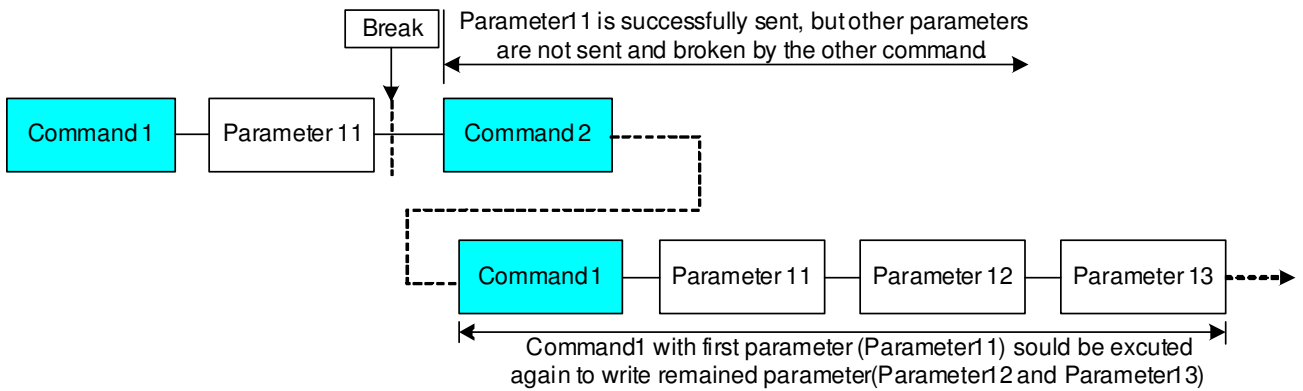 Break
Parameter11 is successfully sent, but other parameters
are not sent and broken by the other command.
Command 1
Parameter 11
Command 2
Command1
Parameter 11
Parameter 12
Parameter 13
Command1 with first parameter (Parameter11) sould be excuted
again to write remained parameter(Parameter12 and Parameter13)